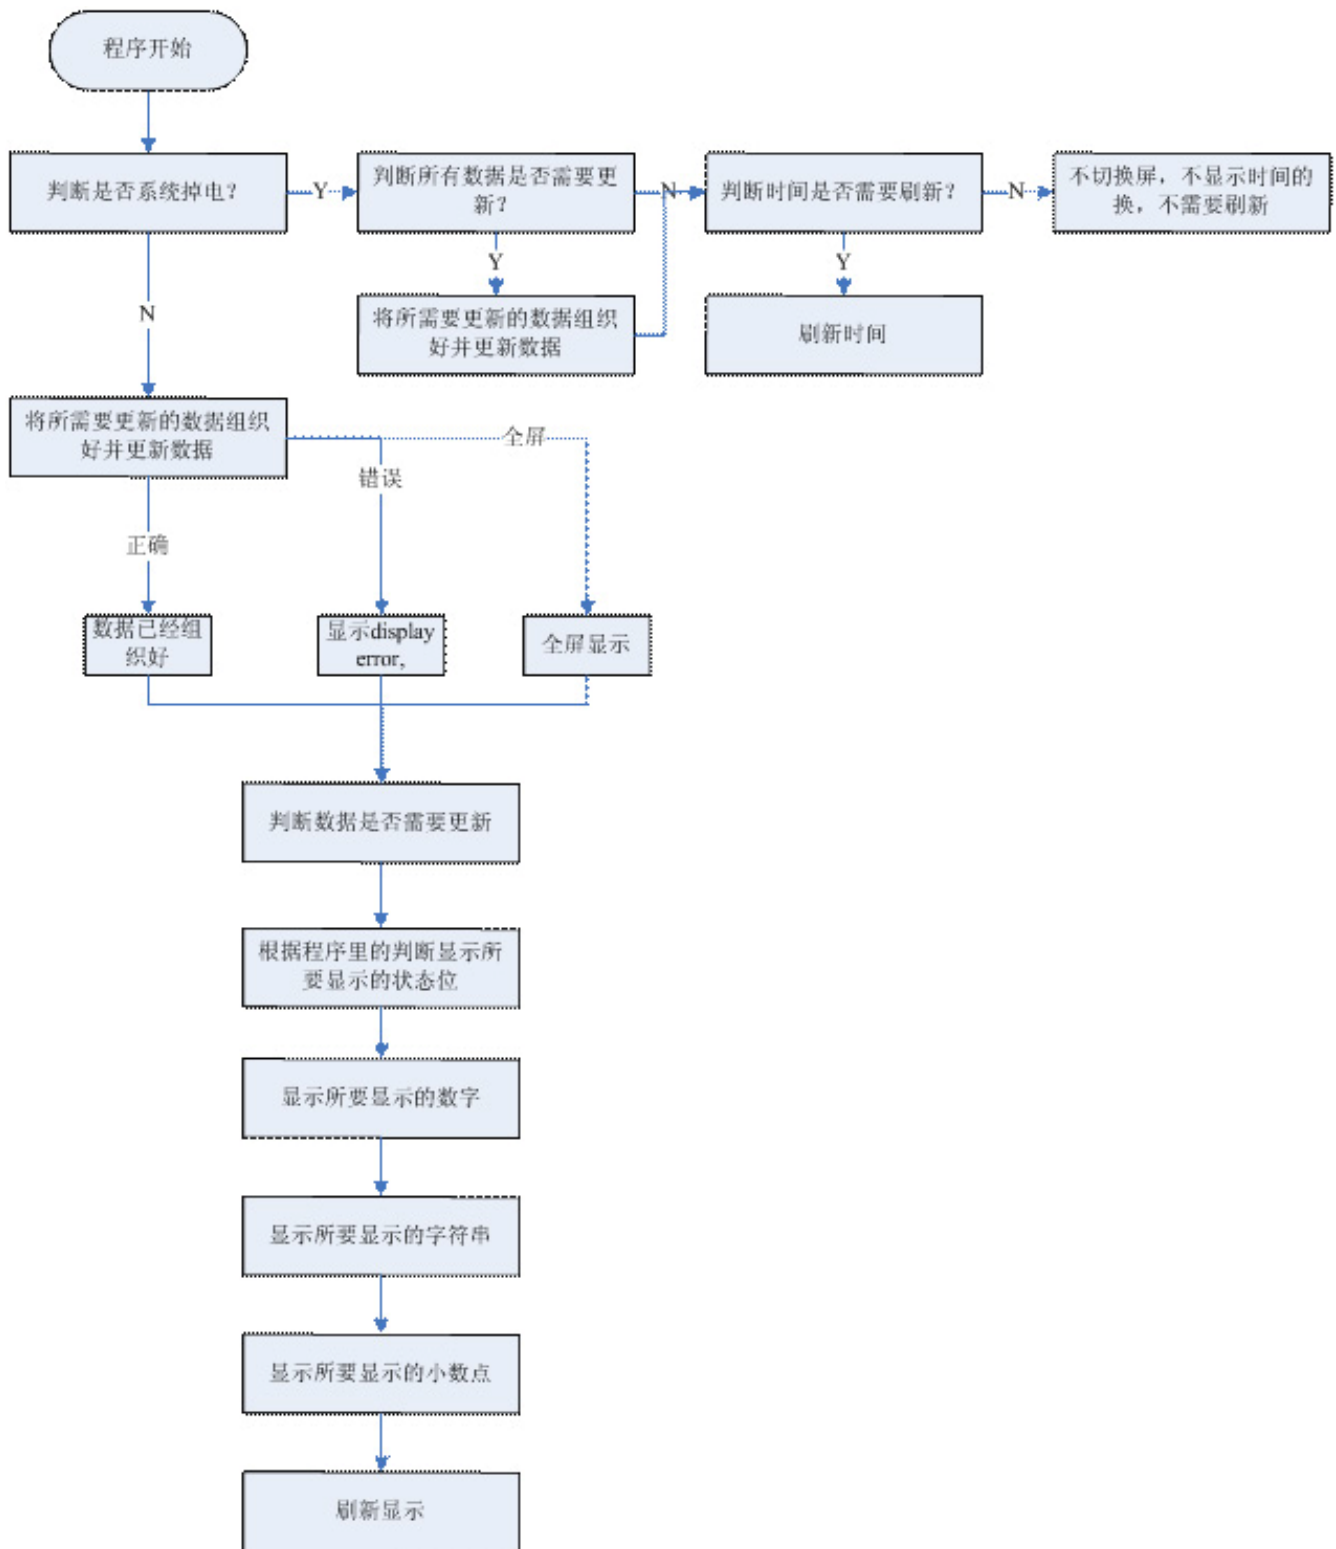 程序开始
判断是否系统掉电？
Y
判断所有数据是否需要更
新？
N
判断时间是否需要刷新？
N
不切换屏，不显示时间的
换，不需要刷新
Y
Y
N
将所需要更新的数据组织
好并更新数据
刷新时间
将所需要更新的数据组织
好并更新数据
全屏
错误
正确
数据已经组
织好
显示display
error,
全屏显示
判断数据是否需要更新
根据程序里的判断显示所
要显示的状态位
显示所要显示的数字
显示所要显示的字符串
显示所要显示的小数点
刷新显示